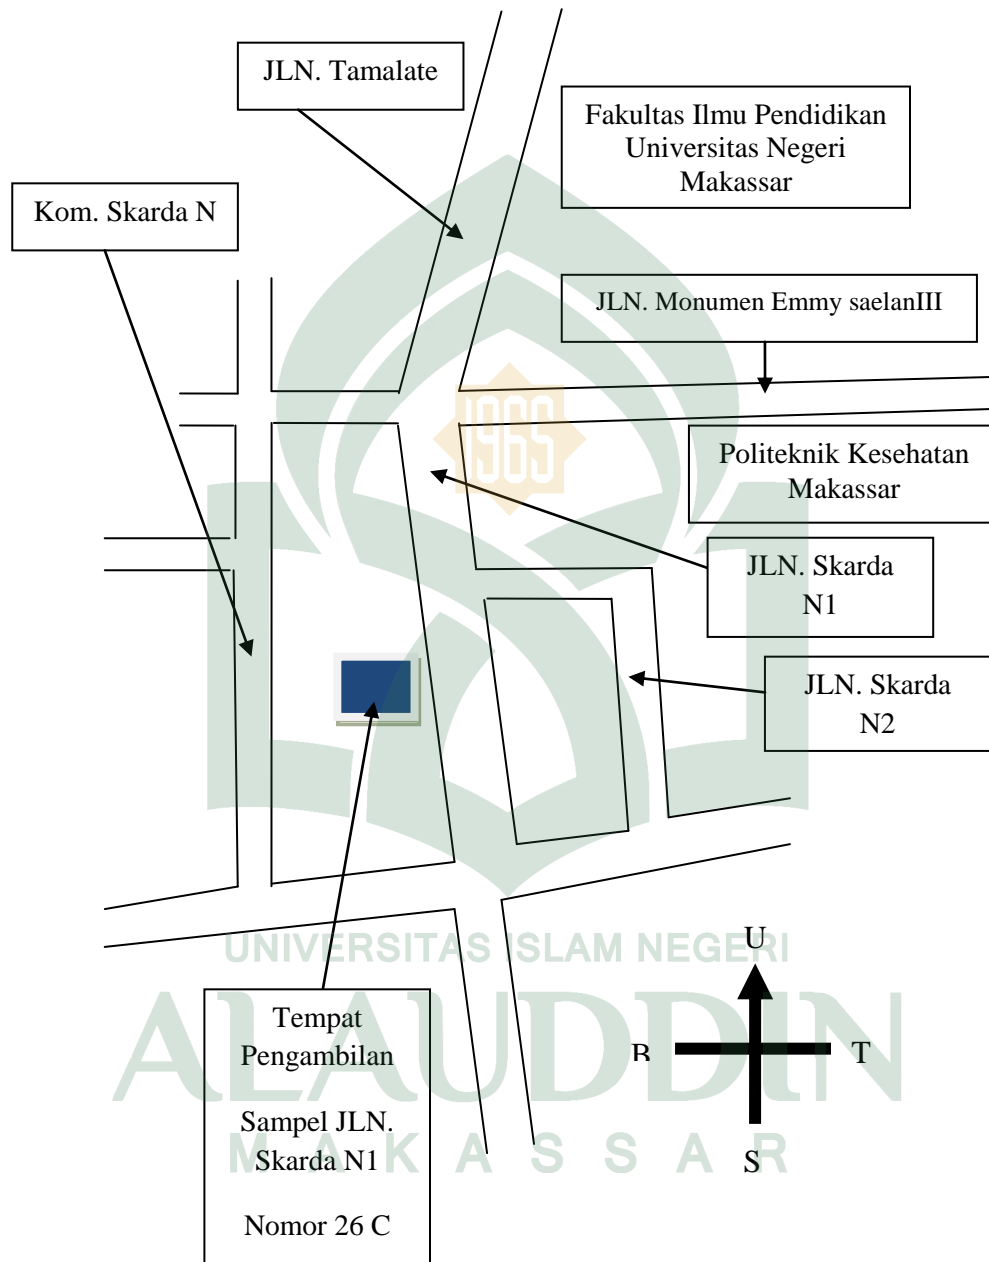 JLN. Tamalate
Fakultas Ilmu Pendidikan
Universitas Negeri
Makassar
Kom. Skarda N
JLN. Monumen Emmy saelanIII
1965
Politeknik Kesehatan
Makassar
JLN. Skarda
N1
JLN. Skarda
N2
UNIVERSITAS ISLAM NEGERI
ALAUDDIN
MAKASSAR
U
B
T
S
Tempat
Pengambilan
Sampel JLN.
Skarda N1
Nomor 26 C